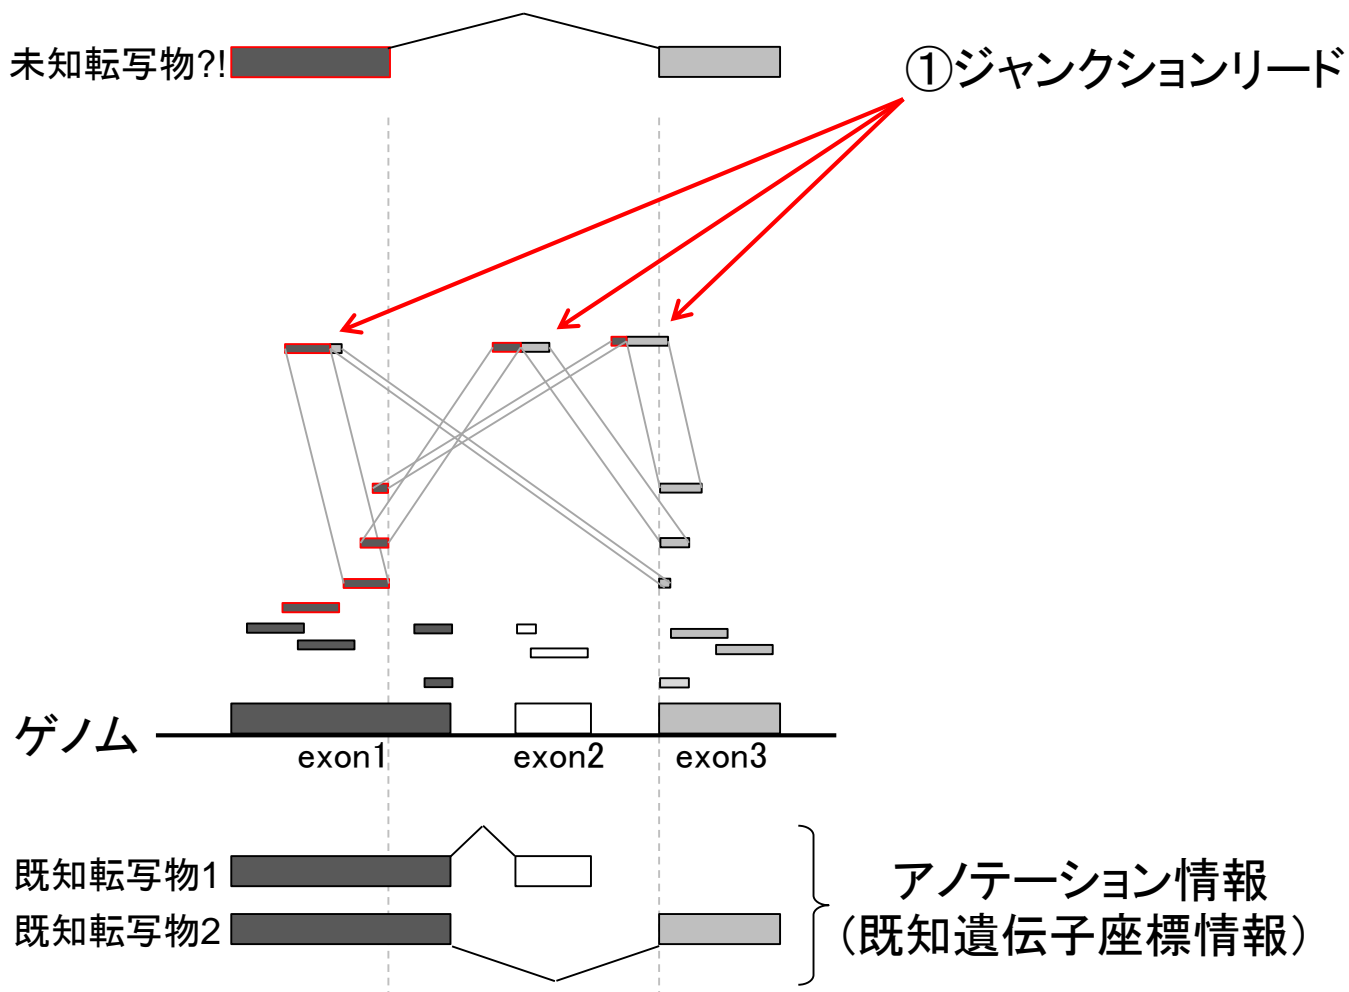 未知転写物?!
①ジャンクションリード
ゲノム
exon1
exon2
exon3
既知転写物1
既知転写物2
アノテーション情報
（既知遺伝子座標情報）